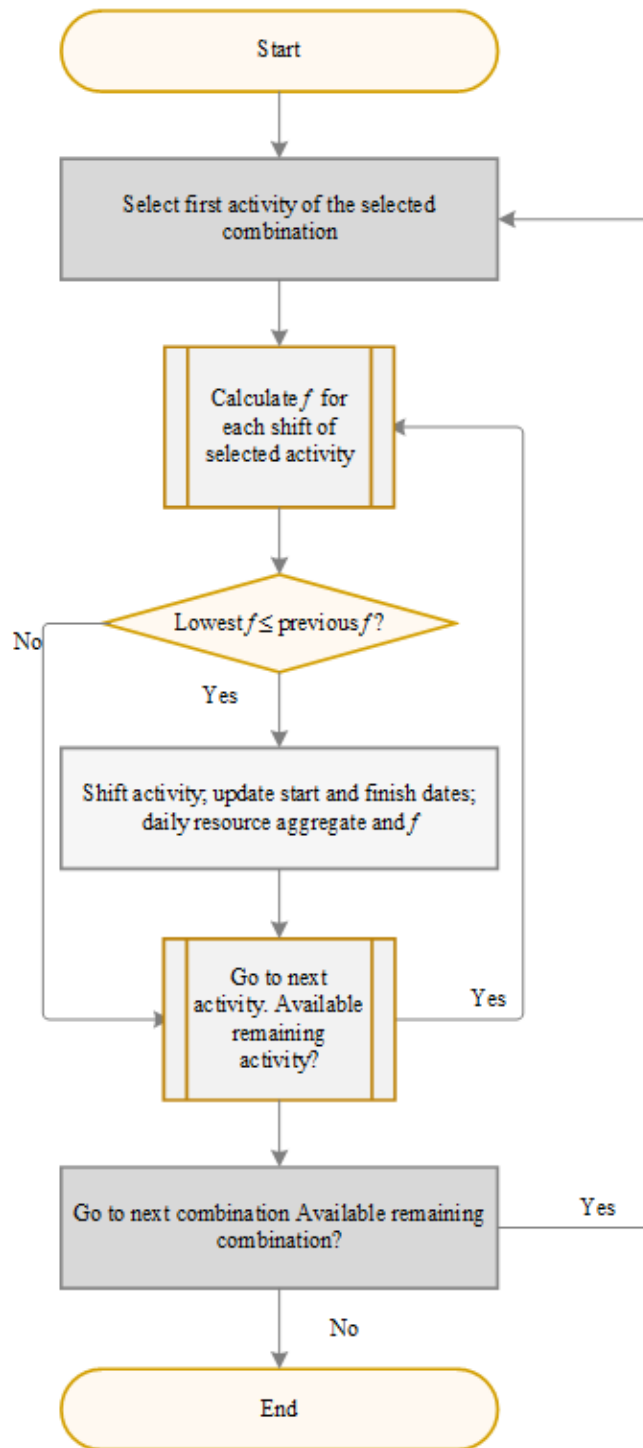 Start
Select first activity of the selected
combination
Calculate f for
each shift of
selected activity
Lowest f ≤ previous f?
No
Yes
Shift activity; update start and finish dates;
daily resource aggregate and f
Go to next
activity. Available
remaining
activity?
Yes
Go to next combination Available remaining
combination?
Yes
No
End